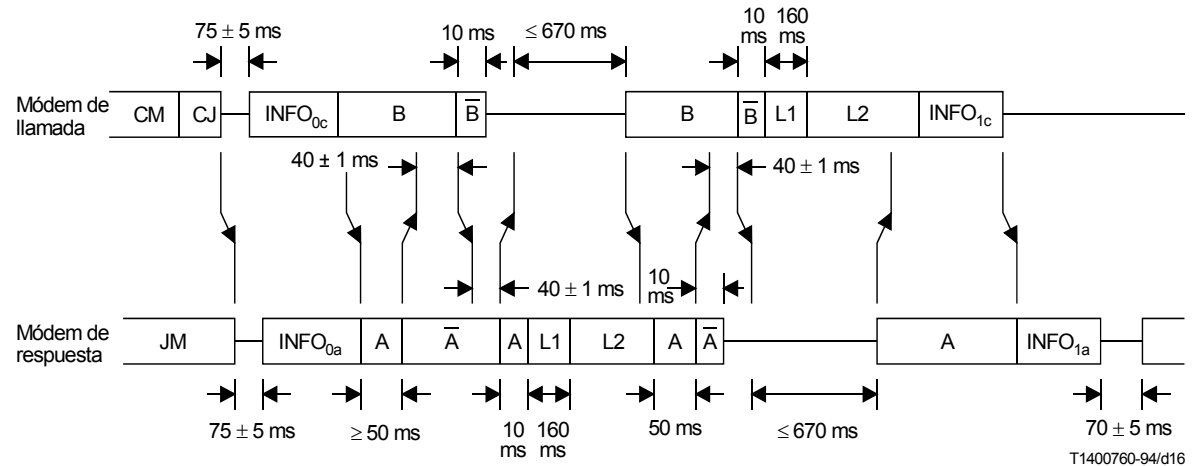 75 ± 5 ms
10 ms
≤ 670 ms
10 ms
160 ms
Módem de llamada
CM
CJ
INFO0c
B
B̅
B
B̅
L1
L2
INFO1c
40 ± 1 ms
40 ± 1 ms
40 ± 1 ms
10 ms
Módem de respuesta
JM
INFO0a
A
A̅
A
L1
L2
A
A̅
A
INFO1a
75 ± 5 ms
≥ 50 ms
10 ms
160 ms
50 ms
≤ 670 ms
70 ± 5 ms
T1400760-94/d16